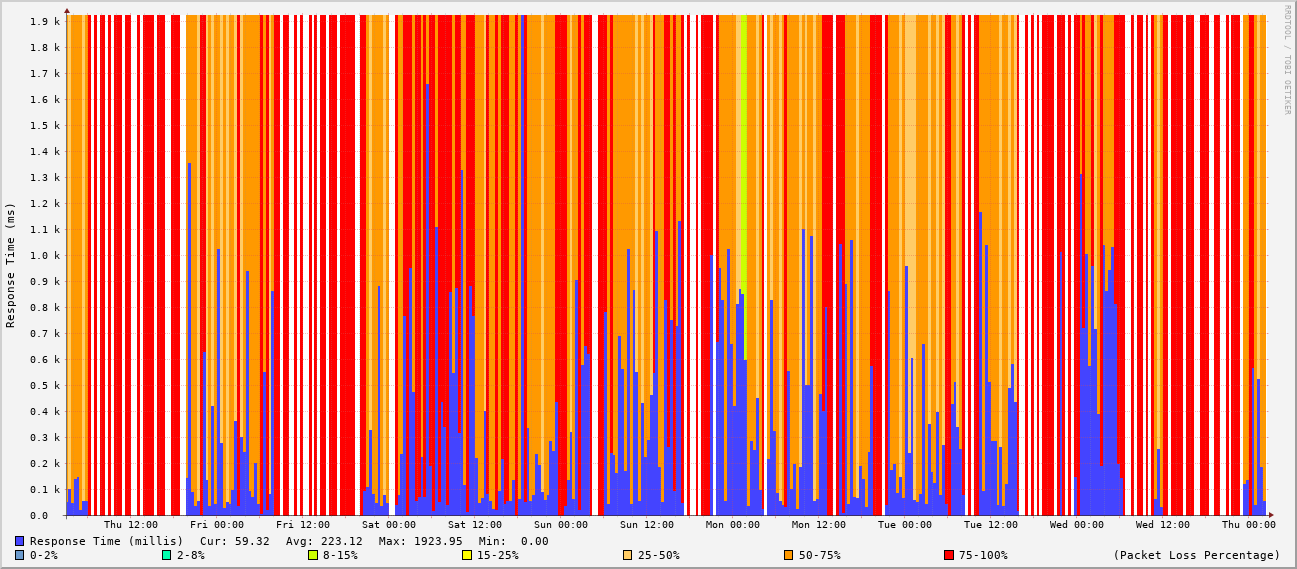 RRDTOOL / TOBI OETIKER
Response Time (ms)
1.9 k
1.8 k
1.7 k
1.6 k
1.5 k
1.4 k
1.3 k
1.2 k
1.1 k
1.0 k
0.9 k
0.8 k
0.7 k
0.6 k
0.5 k
0.4 k
0.3 k
0.2 k
0.1 k
0.0
Thu 12:00 Fri 00:00 Fri 12:00 Sat 00:00 Sat 12:00 Sun 00:00 Sun 12:00 Mon 00:00 Mon 12:00 Tue 00:00 Tue 12:00 Wed 00:00 Wed 12:00 Thu 00:00
Response Time (millis) Cur: 59.32 Avg: 223.12 Max: 1923.95 Min: 0.00
0-2% 2-8% 8-15% 15-25% 25-50% 50-75% 75-100% (Packet Loss Percentage)